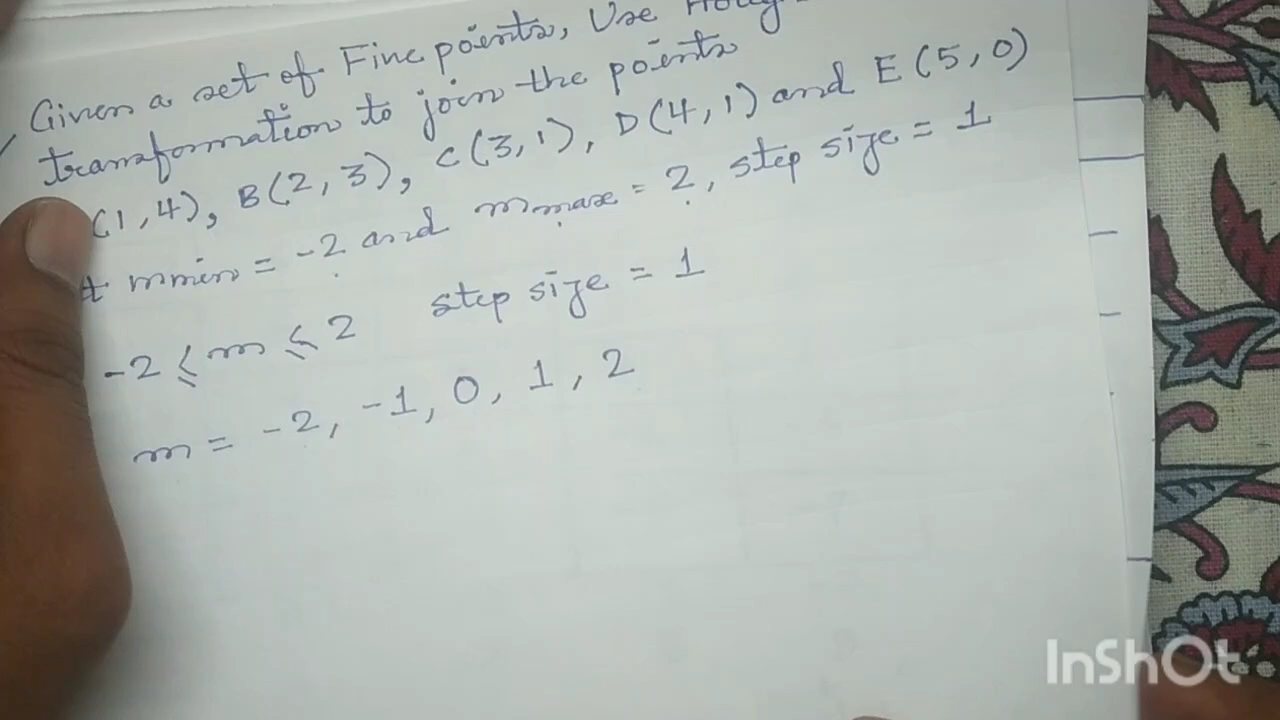 Given a set of Five points, Use
transformation to join the points
(1,4), B(2,3), C(3,1), D(4,1) and E(5,0)
mmin = -2 and mmax = 2, step size = 1
-2 ≤ m ≤ 2 step size = 1
m = -2, -1, 0, 1, 2
InShOt